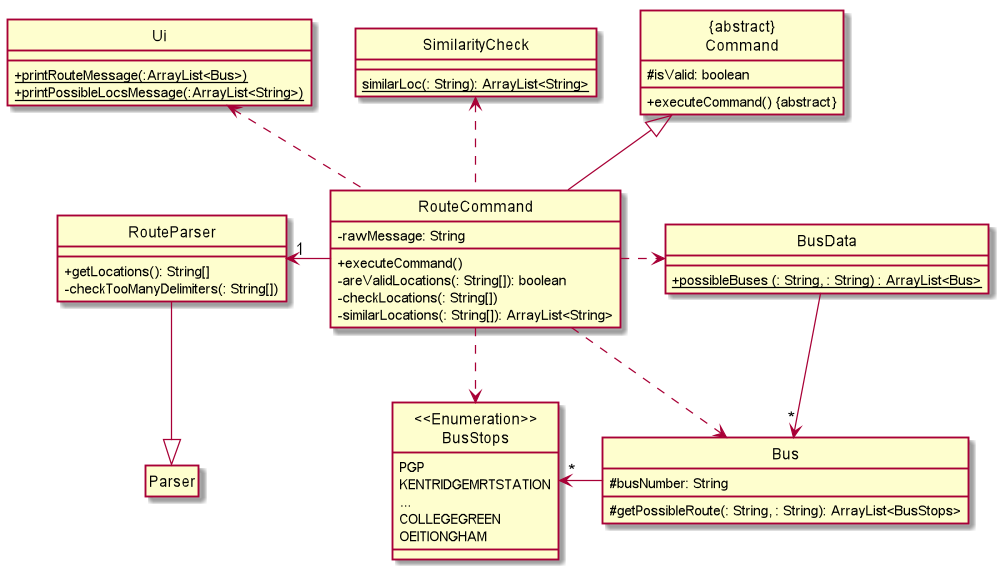 Ui
+printRouteMessage(:ArrayList<Bus>)
+printPossibleLocsMessage(:ArrayList<String>)
SimilarityCheck
similarLoc(: String): ArrayList<String>
{abstract}
Command
#isValid: boolean
+executeCommand() {abstract}
RouteParser
+getLocations(): String[]
-checkTooManyDelimiters(: String[])
1
RouteCommand
-rawMessage: String
+executeCommand()
-areValidLocations(: String[]): boolean
-checkLocations(: String[])
-similarLocations(: String[]): ArrayList<String>
BusData
+possibleBuses (: String, : String) : ArrayList<Bus>
Parser
<<Enumeration>>
BusStops
PGP
KENTRIDGEMRTSTATION
...
COLLEGEGREEN
OEITIONGHAM
*
*
Bus
#busNumber: String
#getPossibleRoute(: String, : String): ArrayList<BusStops>